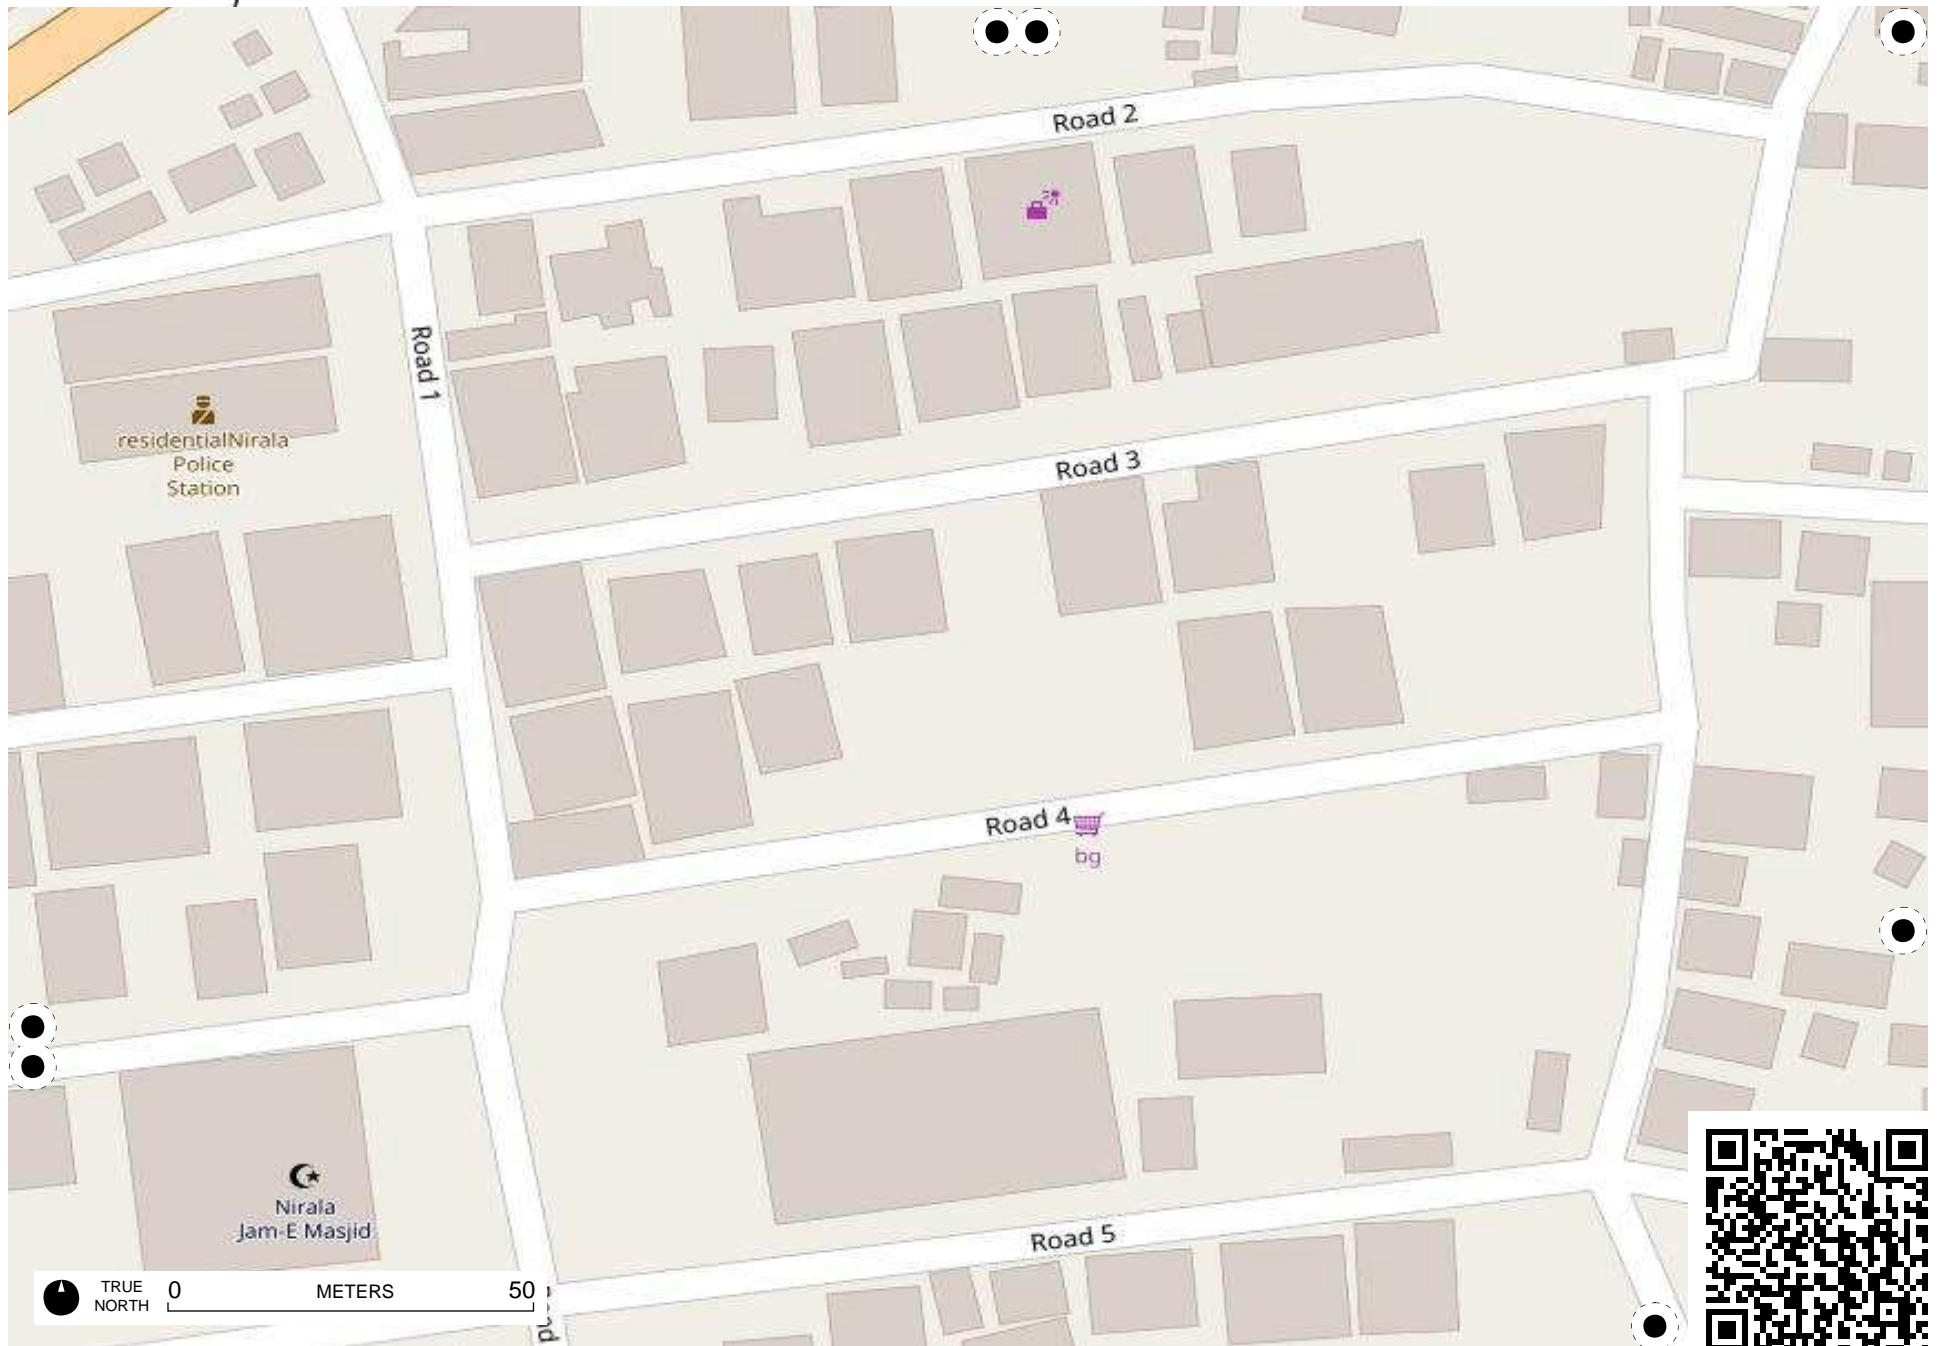 Road 2
Road 1
residentialNirala
Police
Station
Road 3
Road 4
bg
Nirala
Jam-E Masjid
Road 5
TRUE
NORTH
0
METERS
50